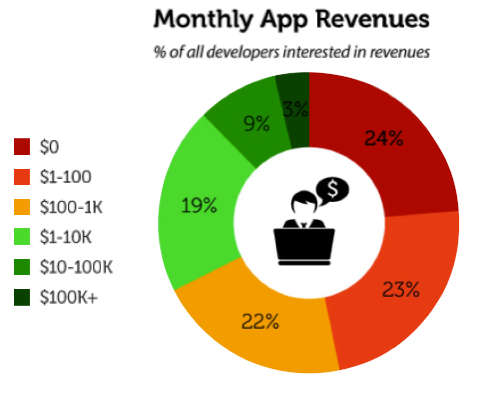 Monthly App Revenues
% of all developers interested in revenues
3%
9%
24%
$
$0
$1-100
$100-1K
19%
$1-10K
$10-100K
23%
$100K+
22%